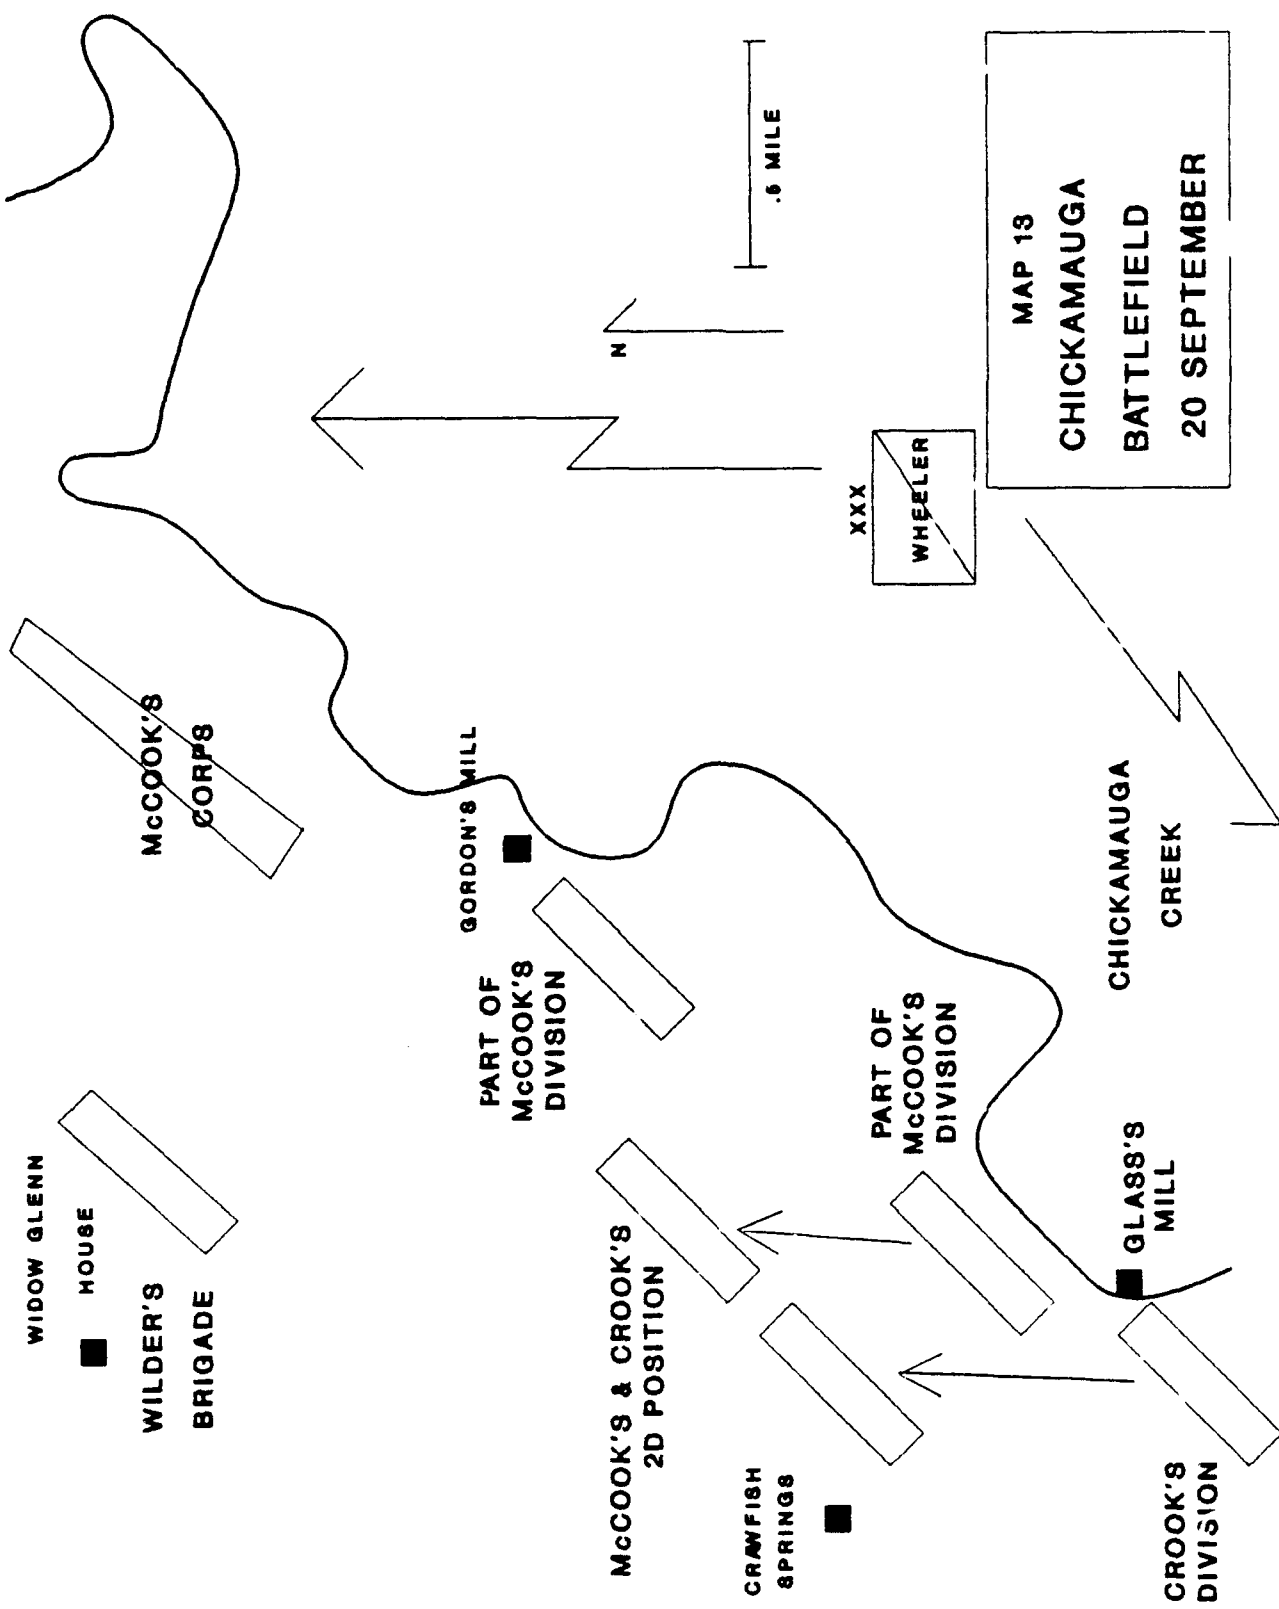 WIDOW GLENN
HOUSE
WILDER'S
BRIGADE
McCOOK'S
CORPS
GORDON'S MILL
PART OF
McCOOK'S
DIVISION
McCOOK'S & CROOK'S
2D POSITION
PART OF
McCOOK'S
DIVISION
CRAWFISH
SPRINGS
CROOK'S
DIVISION
GLASS'S
MILL
CHICKAMAUGA
CREEK
XXX
WHEELER
N
.5 MILE
MAP 13
CHICKAMAUGA
BATTLEFIELD
20 SEPTEMBER